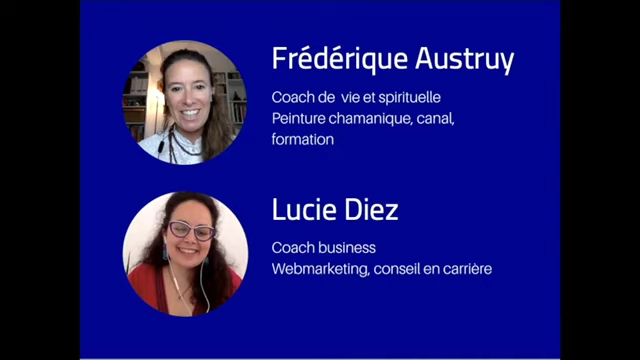 Frédérique Austruy
Coach de vie et spirituelle
Peinture chamanique, canal,
formation
Lucie Diez
Coach business
Webmarketing, conseil en carrière